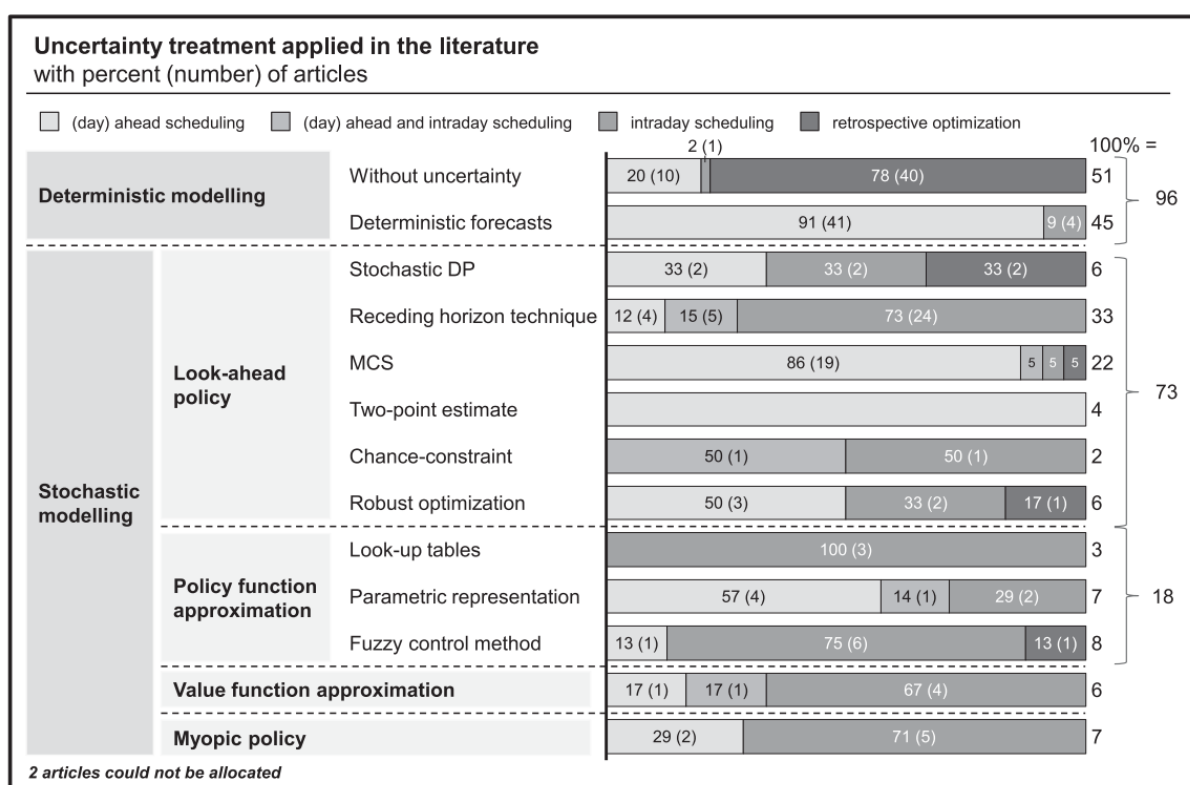 Uncertainty treatment applied in the literature
with percent (number) of articles
(day) ahead scheduling (day) ahead and intraday scheduling intraday scheduling retrospective optimization
2 (1) 100% =
Deterministic modelling
Without uncertainty 20 (10) 78 (40) 51
96
Deterministic forecasts 91 (41) 9 (4) 45
Stochastic
modelling
Look-ahead
policy
Stochastic DP 33 (2) 33 (2) 33 (2) 6
Receding horizon technique 12 (4) 15 (5) 73 (24) 33
MCS 86 (19) 5 5 5 22
73
Two-point estimate 4
Chance-constraint 50 (1) 50 (1) 2
Robust optimization 50 (3) 33 (2) 17 (1) 6
Policy function
approximation
Look-up tables 100 (3) 3
Parametric representation 57 (4) 14 (1) 29 (2) 7
18
Fuzzy control method 13 (1) 75 (6) 13 (1) 8
Value function approximation 17 (1) 17 (1) 67 (4) 6
Myopic policy 29 (2) 71 (5) 7
2 articles could not be allocated